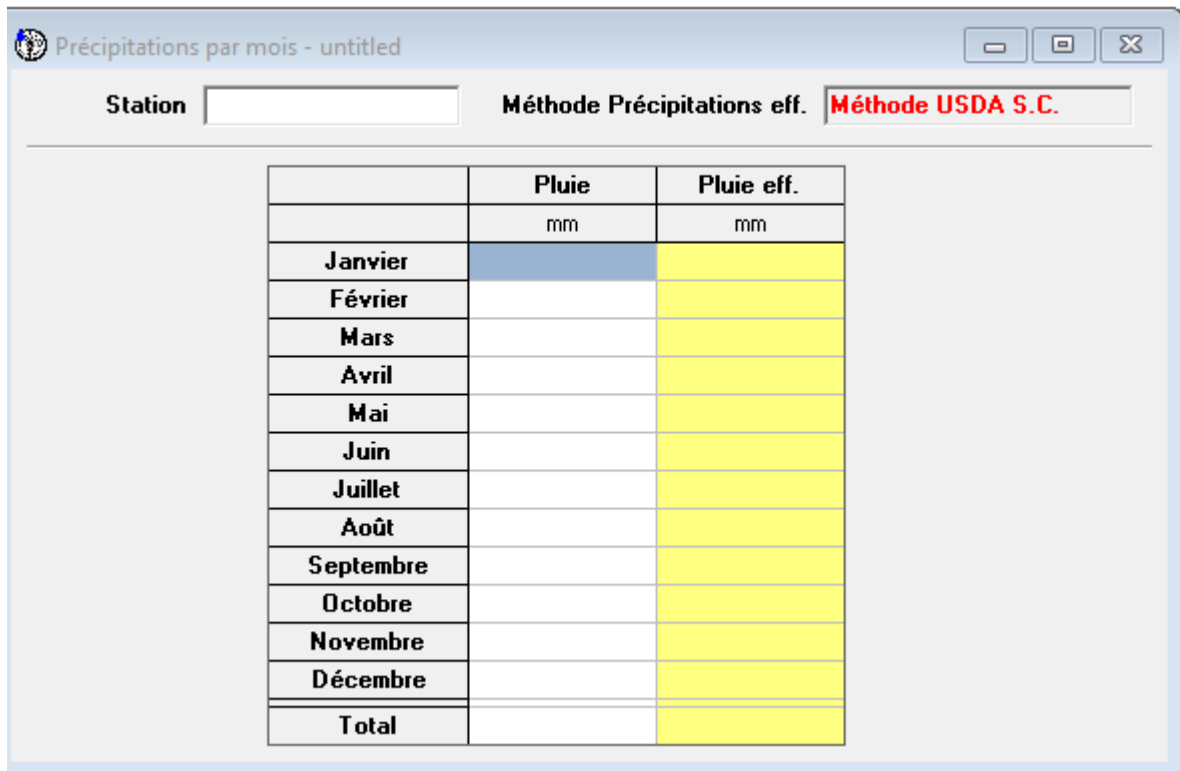 Précipitations par mois - untitled
Station Méthode Précipitations eff. Méthode USDA S.C.
Pluie Pluie eff.
mm mm
Janvier
Février
Mars
Avril
Mai
Juin
Juillet
Août
Septembre
Octobre
Novembre
Décembre
Total